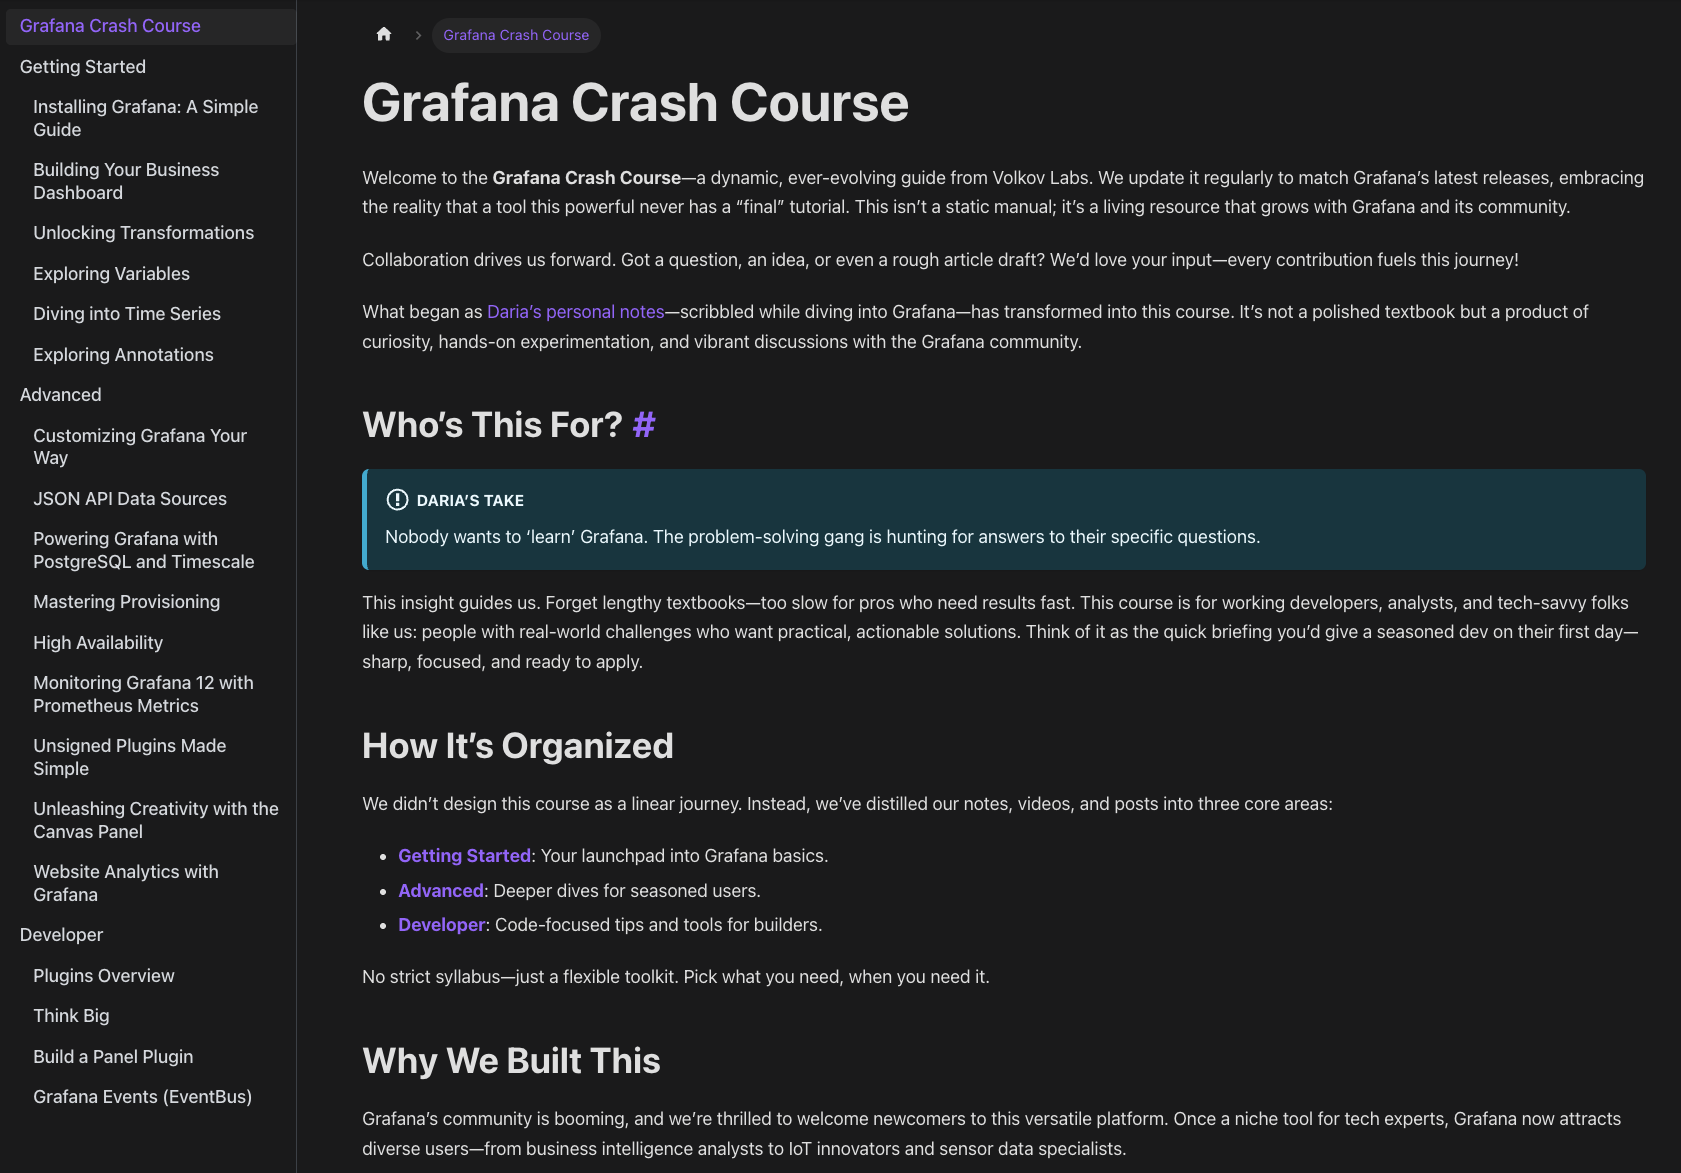 Grafana Crash Course
Getting Started
Installing Grafana: A Simple
Guide
Building Your Business
Dashboard
Unlocking Transformations
Exploring Variables
Diving into Time Series
Exploring Annotations
Advanced
Customizing Grafana Your
Way
JSON API Data Sources
Powering Grafana with
PostgreSQL and Timescale
Mastering Provisioning
High Availability
Monitoring Grafana 12 with
Prometheus Metrics
Unsigned Plugins Made
Simple
Unleashing Creativity with the
Canvas Panel
Website Analytics with
Grafana
Developer
Plugins Overview
Think Big
Build a Panel Plugin
Grafana Events (EventBus)
Grafana Crash Course
Grafana Crash Course
Welcome to the Grafana Crash Course—a dynamic, ever-evolving guide from Volkov Labs. We update it regularly to match Grafana’s latest releases, embracing
the reality that a tool this powerful never has a “final” tutorial. This isn’t a static manual; it’s a living resource that grows with Grafana and its community.
Collaboration drives us forward. Got a question, an idea, or even a rough article draft? We’d love your input—every contribution fuels this journey!
What began as Daria’s personal notes—scribbled while diving into Grafana—has transformed into this course. It’s not a polished textbook but a product of
curiosity, hands-on experimentation, and vibrant discussions with the Grafana community.
Who’s This For? #
DARIA’S TAKE
Nobody wants to ‘learn’ Grafana. The problem-solving gang is hunting for answers to their specific questions.
This insight guides us. Forget lengthy textbooks—too slow for pros who need results fast. This course is for working developers, analysts, and tech-savvy folks
like us: people with real-world challenges who want practical, actionable solutions. Think of it as the quick briefing you’d give a seasoned dev on their first day—
sharp, focused, and ready to apply.
How It’s Organized
We didn’t design this course as a linear journey. Instead, we’ve distilled our notes, videos, and posts into three core areas:
• Getting Started: Your launchpad into Grafana basics.
• Advanced: Deeper dives for seasoned users.
• Developer: Code-focused tips and tools for builders.
No strict syllabus—just a flexible toolkit. Pick what you need, when you need it.
Why We Built This
Grafana’s community is booming, and we’re thrilled to welcome newcomers to this versatile platform. Once a niche tool for tech experts, Grafana now attracts
diverse users—from business intelligence analysts to IoT innovators and sensor data specialists.